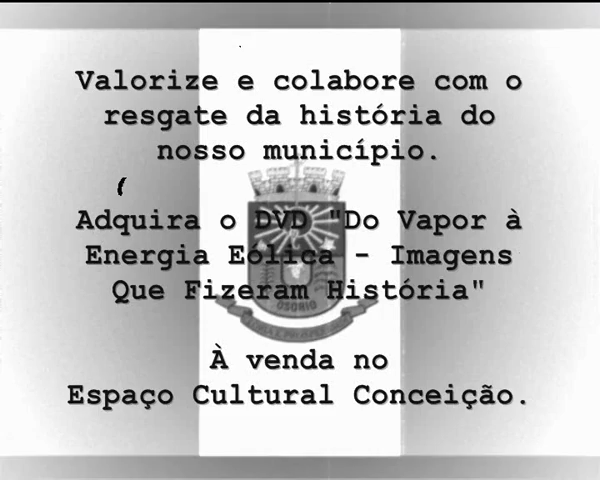 Valorize e colabore com o
resgate da história do
nosso município.
Adquira o DVD "Do Vapor à
Energia Eólica - Imagens
Que Fizeram História"
OSÓRIO
À venda no
Espaço Cultural Conceição.